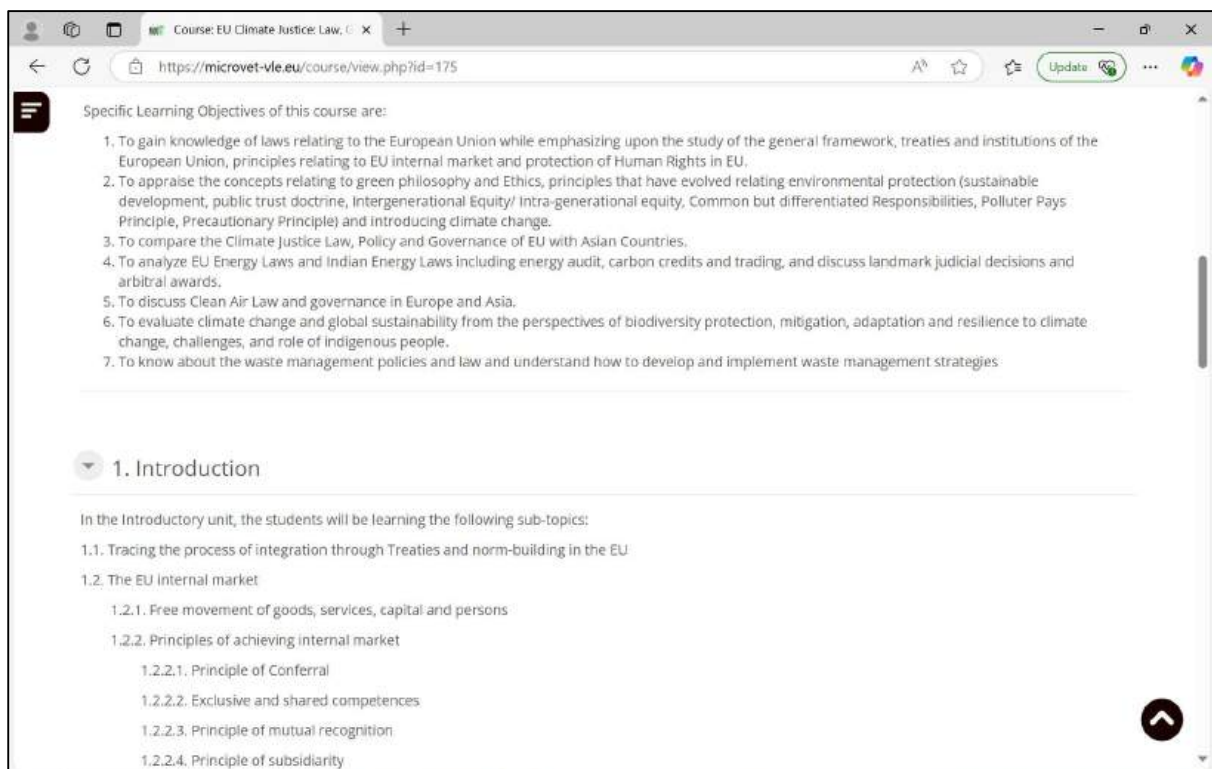 Course: EU Climate Justice: Law, G
https://microvet-vle.eu/course/view.php?id=175
Update
Specific Learning Objectives of this course are:
1. To gain knowledge of laws relating to the European Union while emphasizing upon the study of the general framework, treaties and institutions of the
European Union, principles relating to EU internal market and protection of Human Rights in EU.
2. To appraise the concepts relating to green philosophy and Ethics, principles that have evolved relating environmental protection (sustainable
development, public trust doctrine, Intergenerational Equity/ Intra-generational equity, Common but differentiated Responsibilities, Polluter Pays
Principle, Precautionary Principle) and introducing climate change.
3. To compare the Climate Justice Law, Policy and Governance of EU with Asian Countries.
4. To analyze EU Energy Laws and Indian Energy Laws including energy audit, carbon credits and trading, and discuss landmark judicial decisions and
arbitral awards.
5. To discuss Clean Air Law and governance in Europe and Asia.
6. To evaluate climate change and global sustainability from the perspectives of biodiversity protection, mitigation, adaptation and resilience to climate
change, challenges, and role of indigenous people.
7. To know about the waste management policies and law and understand how to develop and implement waste management strategies
1. Introduction
In the Introductory unit, the students will be learning the following sub-topics:
1.1. Tracing the process of integration through Treaties and norm-building in the EU
1.2. The EU internal market
1.2.1. Free movement of goods, services, capital and persons
1.2.2. Principles of achieving internal market
1.2.2.1. Principle of Conferral
1.2.2.2. Exclusive and shared competences
1.2.2.3. Principle of mutual recognition
1.2.2.4. Principle of subsidiarity